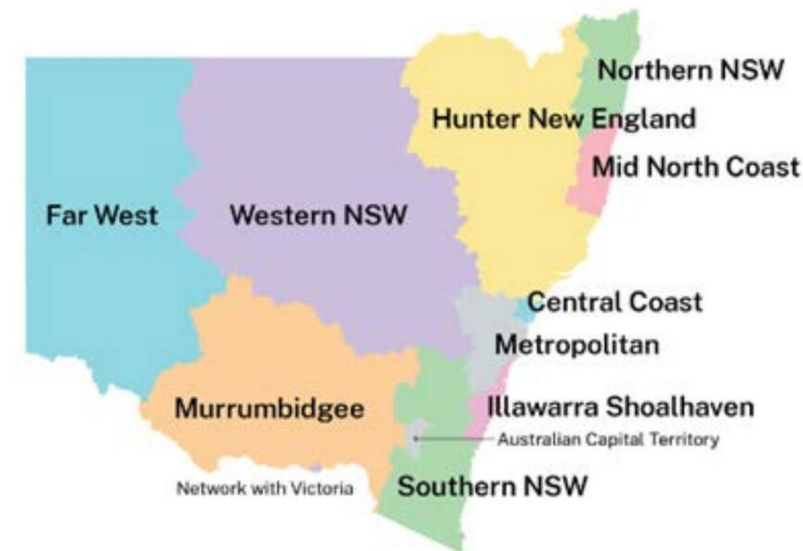 Northern NSW
Hunter New England
Mid North Coast
Far West
Western NSW
Central Coast
Metropolitan
Murrumbidgee
Illawarra Shoalhaven
Australian Capital Territory
Network with Victoria
Southern NSW